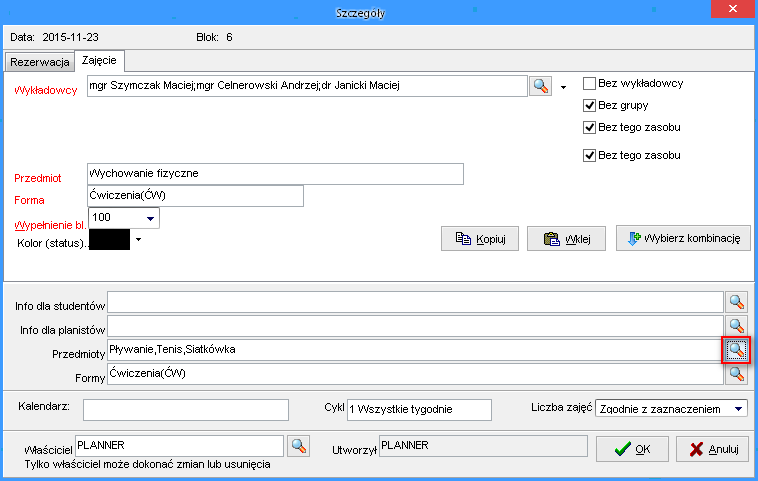 Szczegóły
Data: 2015-11-23 Blok: 6
Rezerwacja Zajęcie
Wykładowcy mgr Szymczak Maciej;mgr Celnerowski Andrzej;dr Janicki Maciej Bez wykładowcy
Bez grupy
Bez tego zasobu
Bez tego zasobu
Przedmiot Wychowanie fizyczne
Forma Ćwiczenia(ĆW)
Wypełnienie bl. 100
Kolor (status)..
Kopiuj Wklej Wybierz kombinację
Info dla studentów
Info dla planistów
Przedmioty Pływanie,Tenis,Siatkówka
Formy Ćwiczenia(ĆW)
Kalendarz: Cykl 1 Wszystkie tygodnie Liczba zajęć Zgodnie z zaznaczeniem
Właściciel PLANNER Utworzył PLANNER OK Anuluj
Tylko właściciel może dokonać zmian lub usunięcia